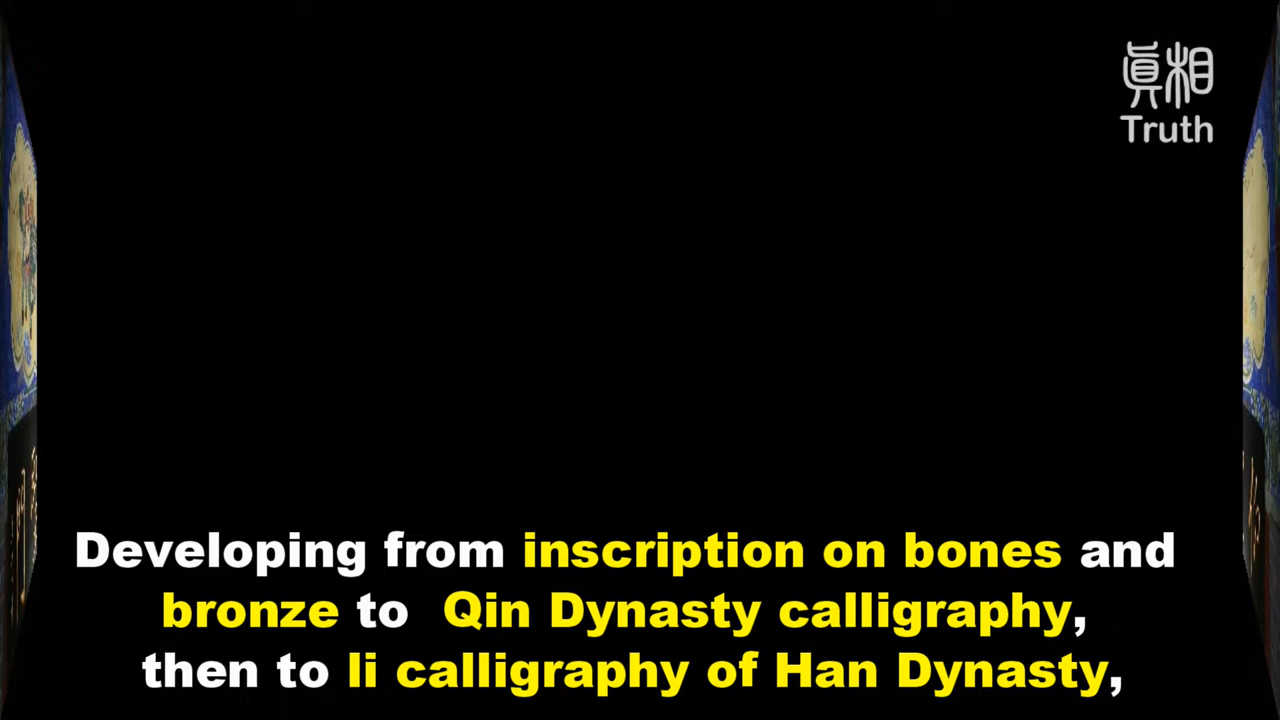 眞相
Truth
Developing from inscription on bones and
bronze to Qin Dynasty calligraphy,
then to li calligraphy of Han Dynasty,